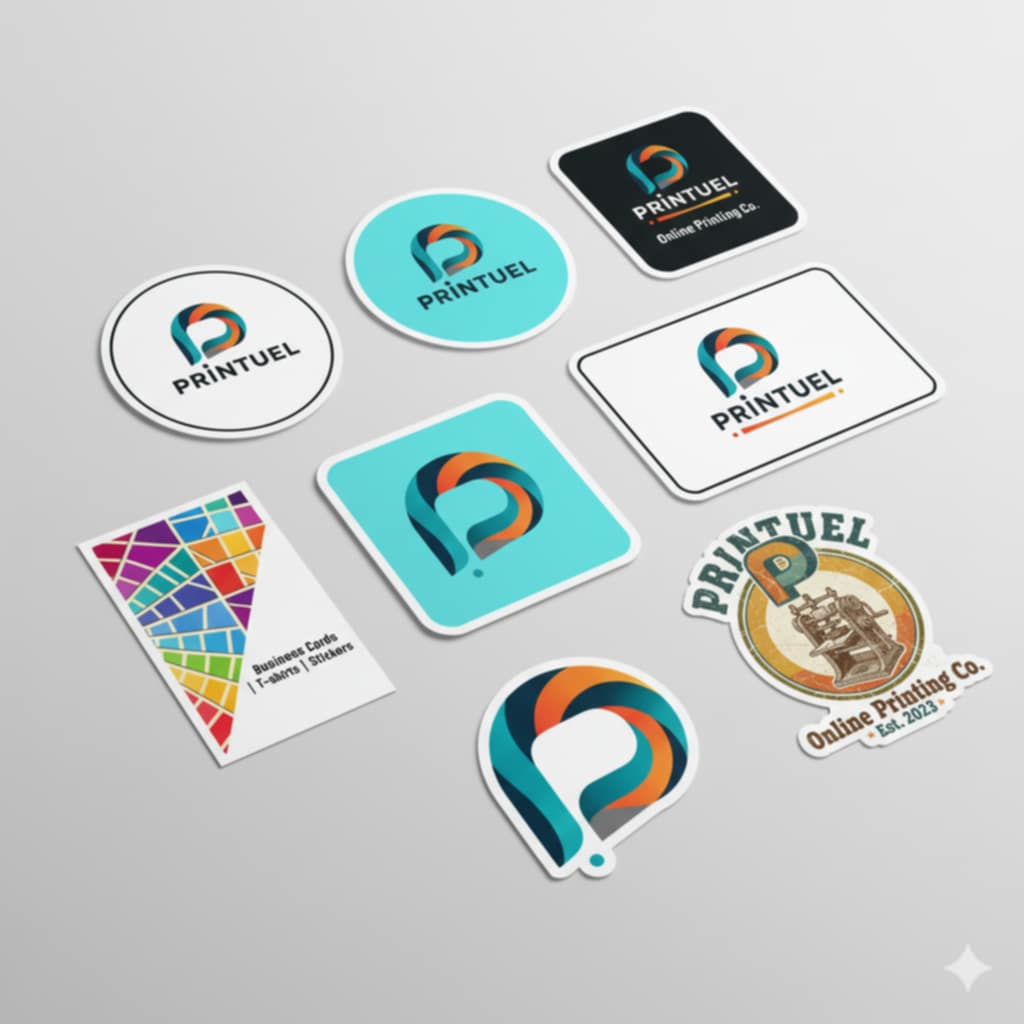 PRiNTUEL
Online Printing Co.
PRiNTUEL
PRiNTUEL
PRiNTUEL
Business Cards
| T-shirts | Stickers
PRINTUEL
P
B
Online Printing Co.
Est. 2023